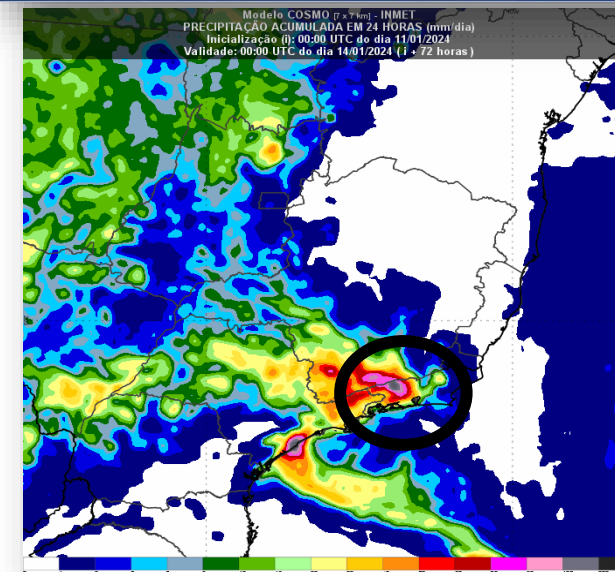 Modelo COSMO [7 x 7 km] - INMET
PRECIPITAÇÃO ACUMULADA EM 24 HORAS (mm/dia)
Inicialização (i): 00:00 UTC do dia 11/01/2024
Validade: 00:00 UTC do dia 14/01/2024 ( i + 72 horas )